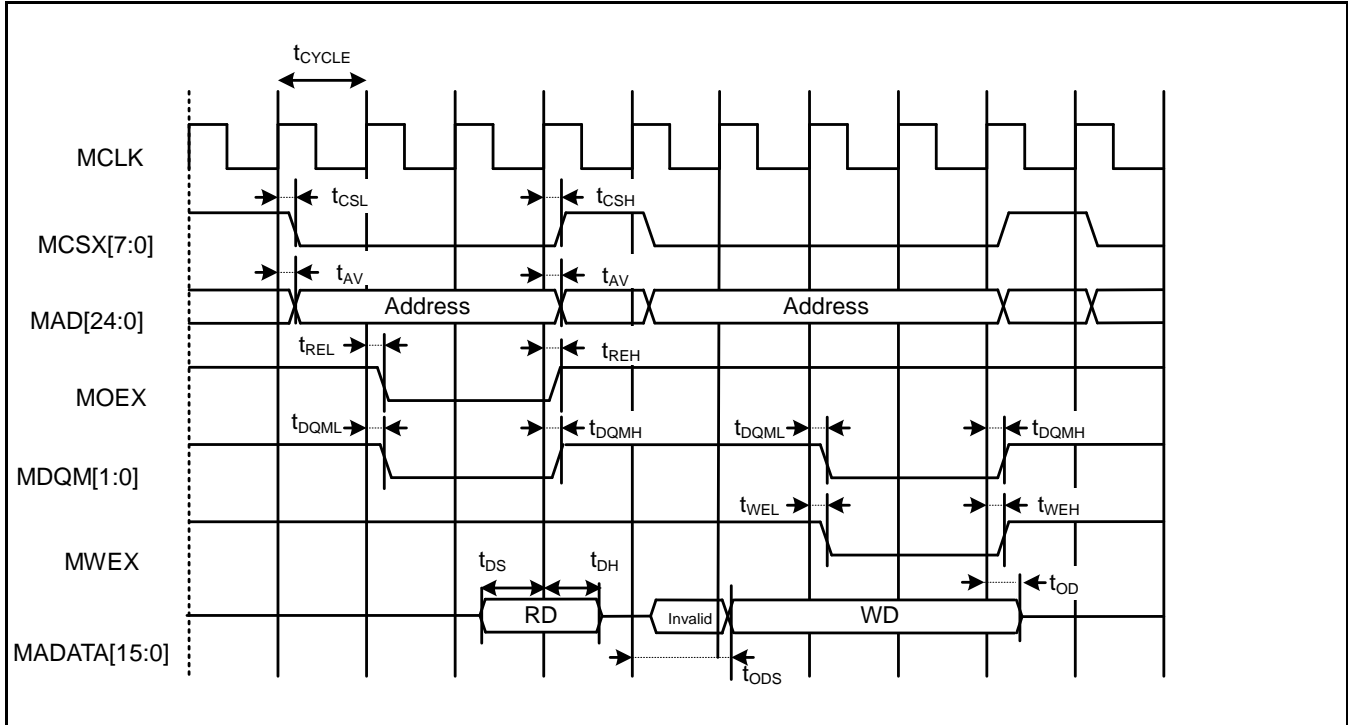 tCYCLE
MCLK
tCSL
tCSH
MCSX[7:0]
tAV
tAV
MAD[24:0]
Address
Address
tREL
tREH
MOEX
tDQML
tDQMH
tDQML
tDQMH
MDQM[1:0]
tWEL
tWEH
MWEX
tDS
tDH
tOD
RD
Invalid
WD
MADATA[15:0]
tODS